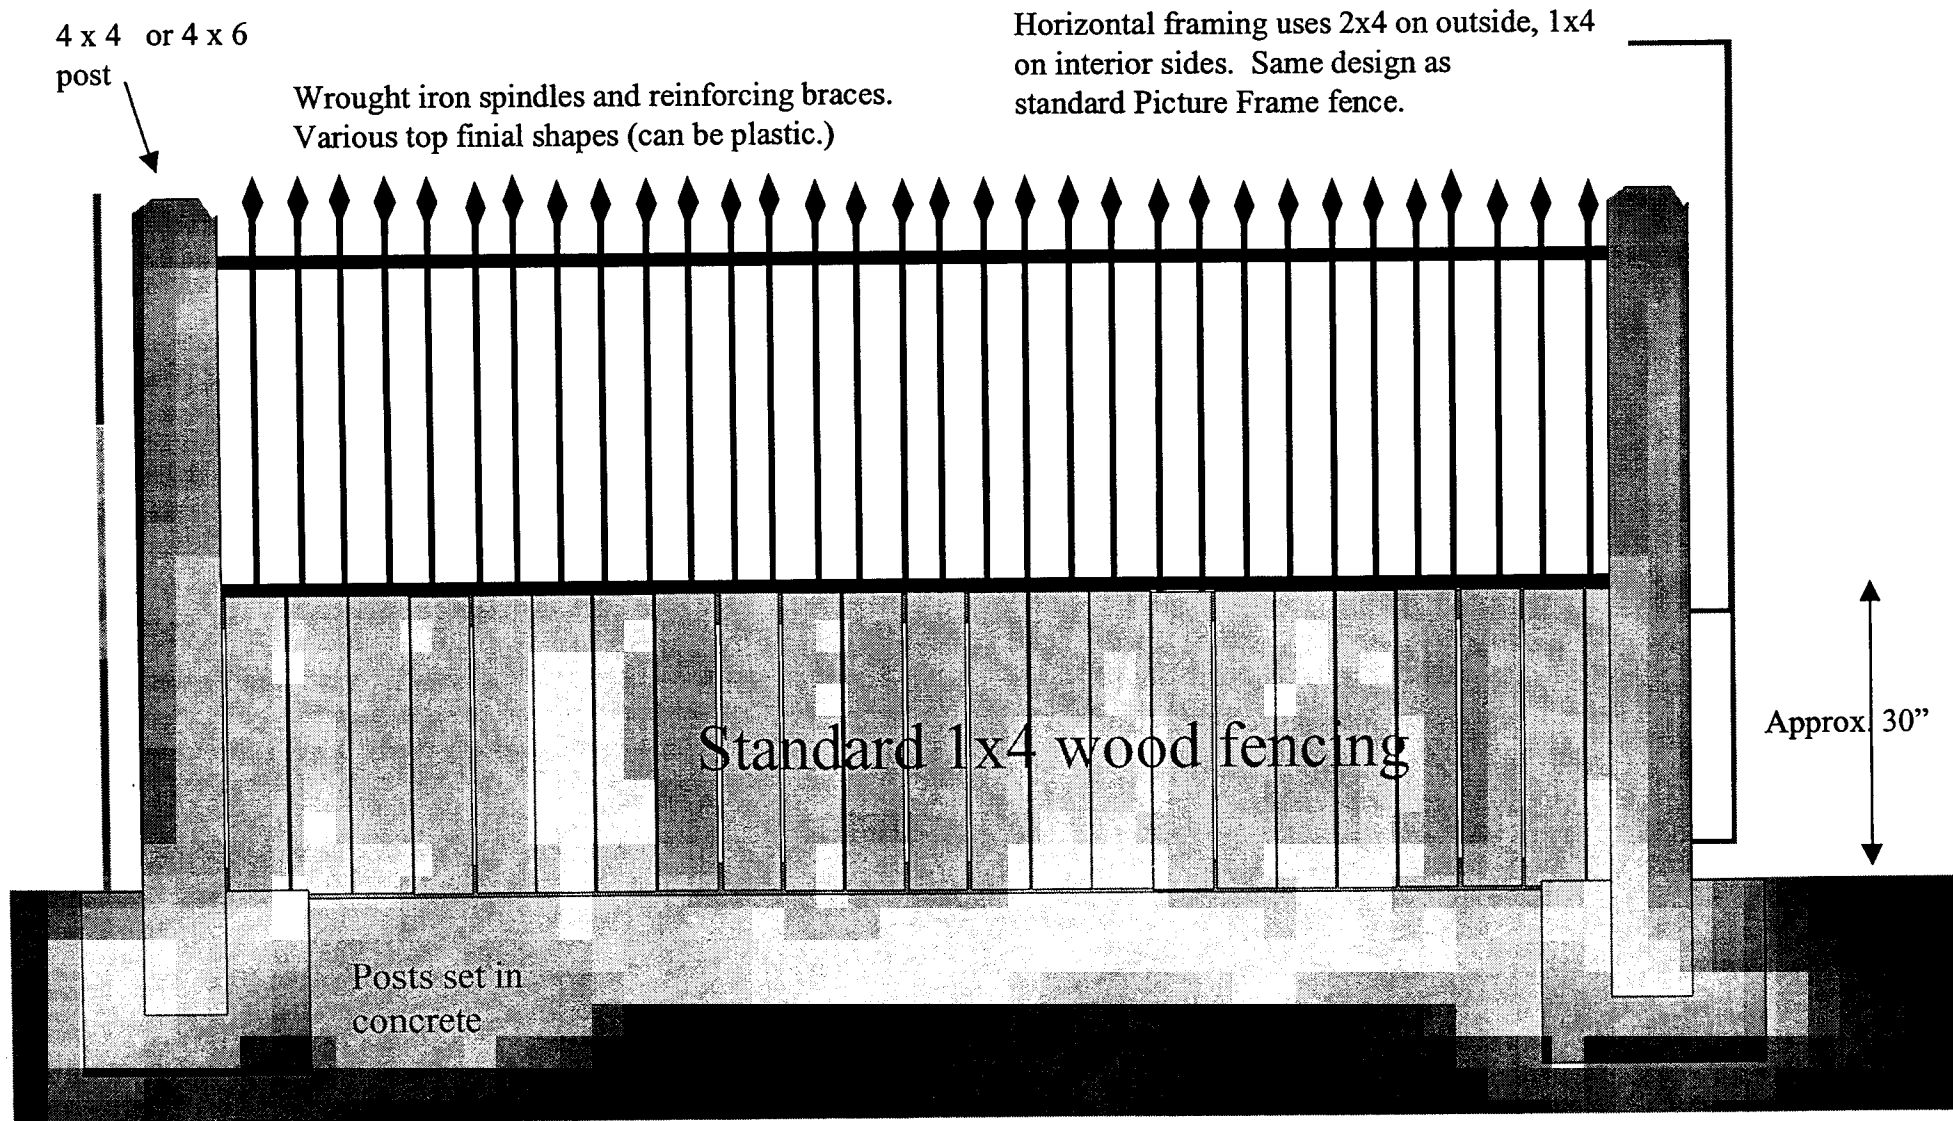 4 x 4 or 4 x 6
post
Wrought iron spindles and reinforcing braces.
Various top finial shapes (can be plastic.)
Horizontal framing uses 2x4 on outside, 1x4
on interior sides. Same design as
standard Picture Frame fence.
Standard 1x4 wood fencing
Approx. 30”
Posts set in
concrete